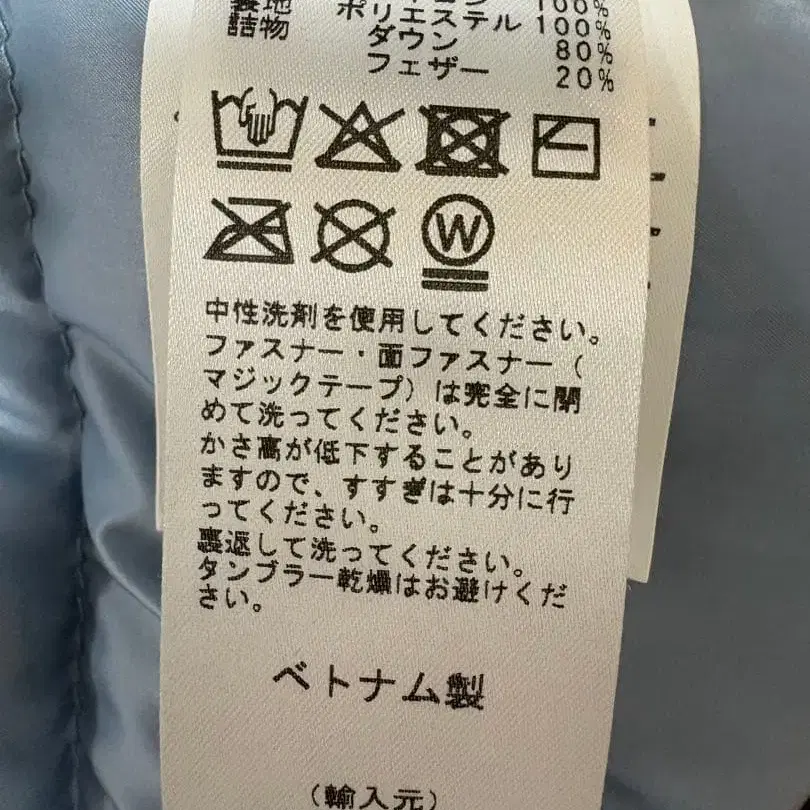 100%
裏地 ポリエステル 100%
詰物 ダウン 80%
フェザー 20%
W
中性洗剤を使用してください。
ファスナー・面ファスナー（
マジックテープ）は完全に閉
めて洗ってください。
かさ高が低下することがあり
ますので、すすぎは十分に行
ってください。
裏返して洗ってください。
タンブラー乾燥はお避けくだ
さい。
ベトナム製
（輸入元）